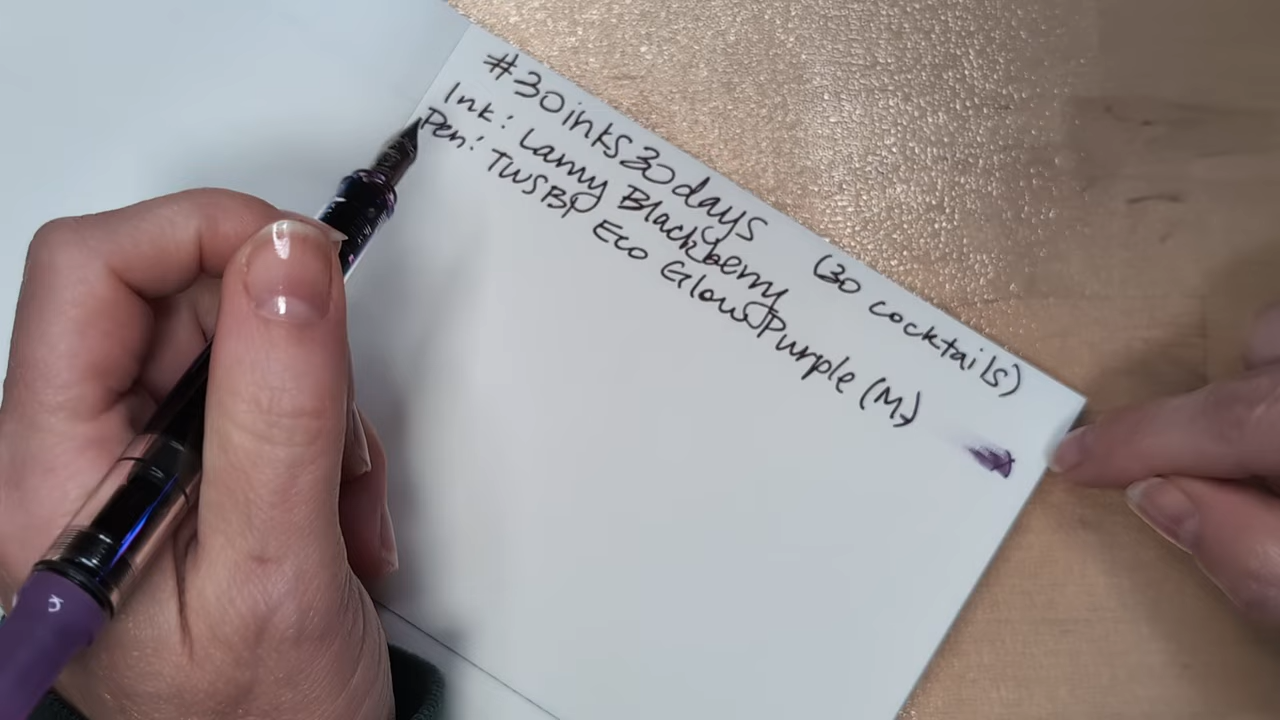 #30inks30days (30 cocktails)
Ink: Lamy Blackberry
Pen: TWSBI Eco Glow Purple (M)